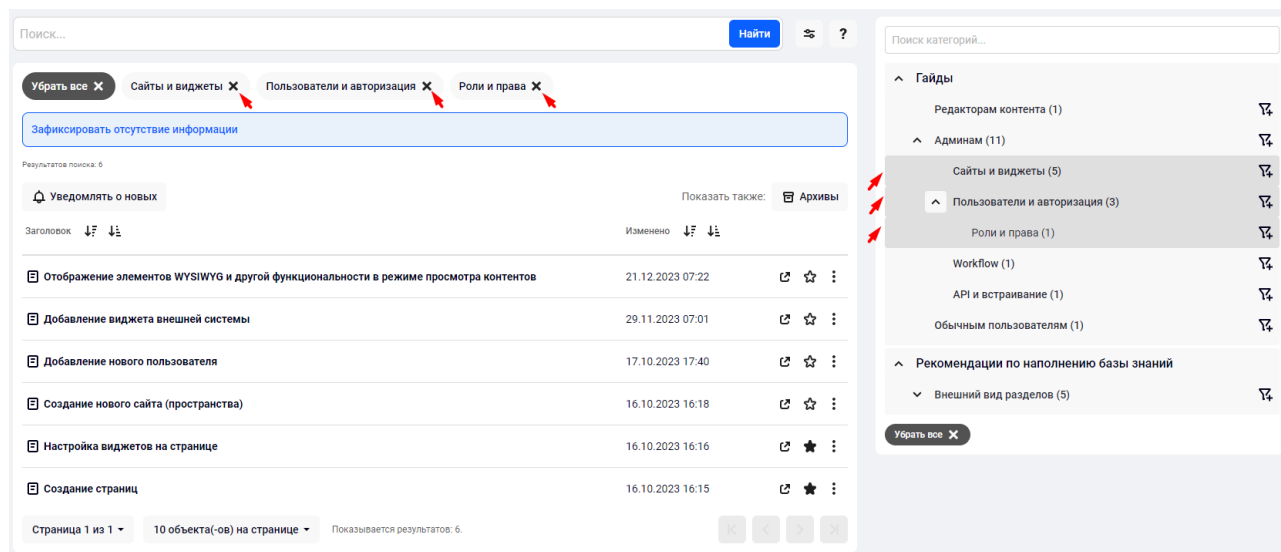 Поиск...
Найти
?
Убрать все
Сайты и виджеты
Пользователи и авторизация
Роли и права
Зафиксировать отсутствие информации
Результатов поиска: 6
Уведомлять о новых
Показать также:
Архивы
Заголовок
Изменено
Отображение элементов WYSIWYG и другой функциональности в режиме просмотра контентов
21.12.2023 07:22
Добавление виджета внешней системы
29.11.2023 07:01
Добавление нового пользователя
17.10.2023 17:40
Создание нового сайта (пространства)
16.10.2023 16:18
Настройка виджетов на странице
16.10.2023 16:16
Создание страниц
16.10.2023 16:15
Страница 1 из 1
10 объекта(-ов) на странице
Показывается результатов: 6.
Поиск категорий...
Гайды
Редакторам контента (1)
Админам (11)
Сайты и виджеты (5)
Пользователи и авторизация (3)
Роли и права (1)
Workflow (1)
API и встраивание (1)
Обычным пользователям (1)
Рекомендации по наполнению базы знаний
Внешний вид разделов (5)
Убрать все